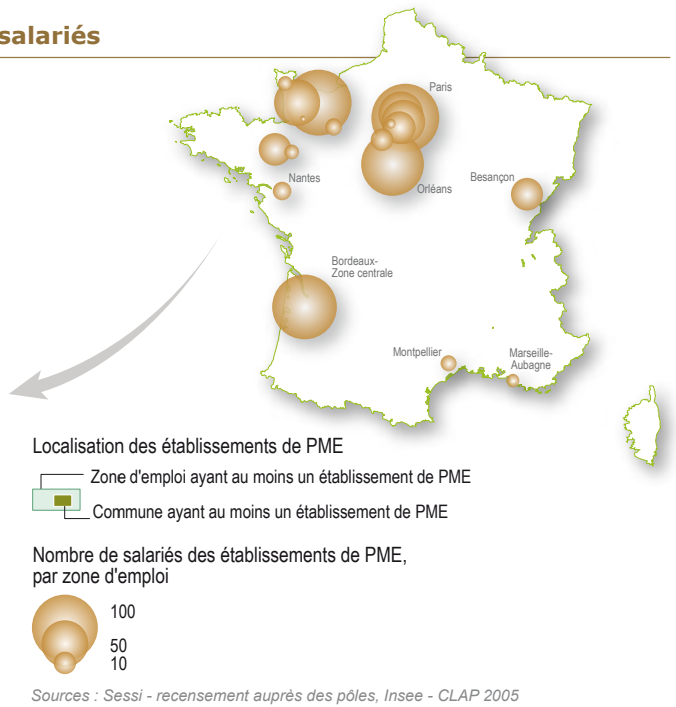 salariés
Paris
Nantes
Orléans
Besançon
Bordeaux-
Zone centrale
Montpellier
Marseille-
Aubagne
Localisation des établissements de PME
Zone d'emploi ayant au moins un établissement de PME
Commune ayant au moins un établissement de PME
Nombre de salariés des établissements de PME,
par zone d'emploi
100
50
10
Sources : Sessi - recensement auprès des pôles, Insee - CLAP 2005